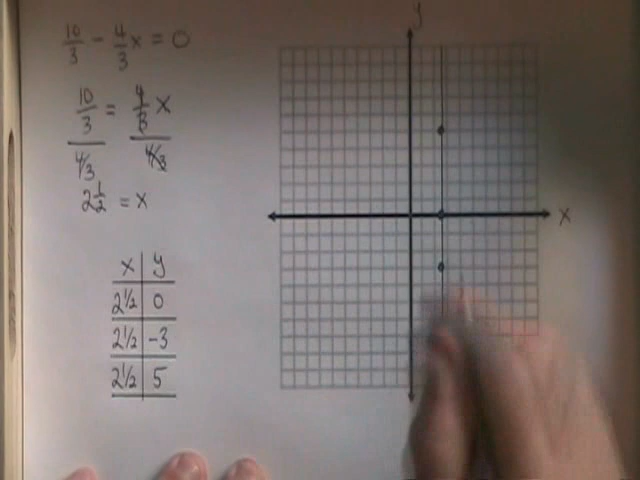 10/3 - 4/3 x = 0
10/3 = 4/3 x
4/3 4/3
2 1/2 = x
x y
2 1/2 0
2 1/2 -3
2 1/2 5
y
x